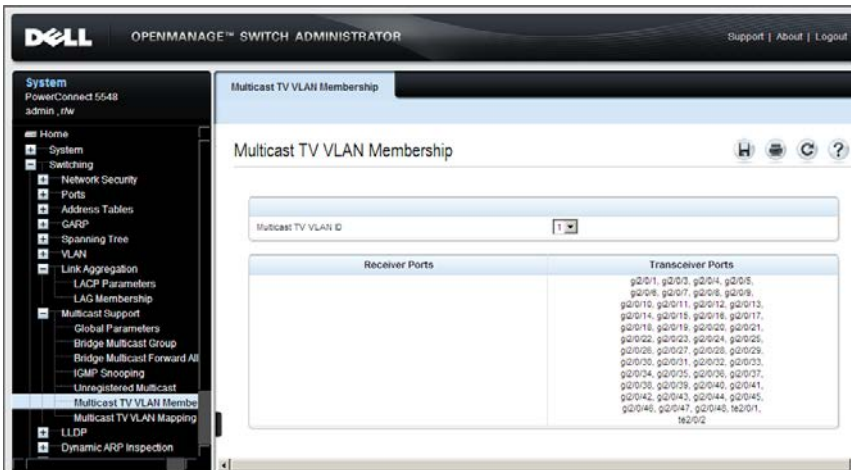 DELL
OPENMANAGE™ SWITCH ADMINISTRATOR
Support | About | Logout
System
PowerConnect 5548
admin , r/w
Home
System
Switching
Network Security
Ports
Address Tables
GARP
Spanning Tree
VLAN
Link Aggregation
LACP Parameters
LAG Membership
Multicast Support
Global Parameters
Bridge Multicast Group
Bridge Multicast Forward All
IGMP Snooping
Unregistered Multicast
Multicast TV VLAN Membe
Multicast TV VLAN Mapping
LLDP
Dynamic ARP Inspection
Multicast TV VLAN Membership
Multicast TV VLAN Membership
Multicast TV VLAN ID
1
Receiver Ports
Transceiver Ports
gi2/0/1, gi2/0/3, gi2/0/4, gi2/0/5,
gi2/0/6, gi2/0/7, gi2/0/8, gi2/0/9,
gi2/0/10, gi2/0/11, gi2/0/12, gi2/0/13,
gi2/0/14, gi2/0/15, gi2/0/16, gi2/0/17,
gi2/0/18, gi2/0/19, gi2/0/20, gi2/0/21,
gi2/0/22, gi2/0/23, gi2/0/24, gi2/0/25,
gi2/0/26, gi2/0/27, gi2/0/28, gi2/0/29,
gi2/0/30, gi2/0/31, gi2/0/32, gi2/0/33,
gi2/0/34, gi2/0/35, gi2/0/36, gi2/0/37,
gi2/0/38, gi2/0/39, gi2/0/40, gi2/0/41,
gi2/0/42, gi2/0/43, gi2/0/44, gi2/0/45,
gi2/0/46, gi2/0/47, gi2/0/48, te2/0/1,
te2/0/2